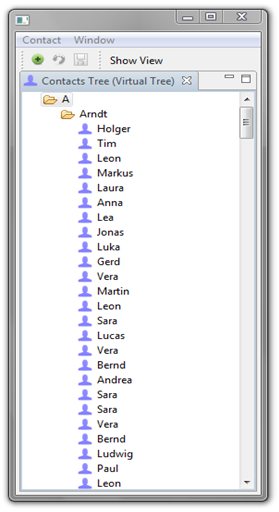 Contact Window
Show View
Contacts Tree (Virtual Tree)
A
Arndt
Holger
Tim
Leon
Markus
Laura
Anna
Lea
Jonas
Luka
Gerd
Vera
Martin
Leon
Sara
Lucas
Vera
Bernd
Andrea
Sara
Sara
Vera
Bernd
Ludwig
Paul
Leon